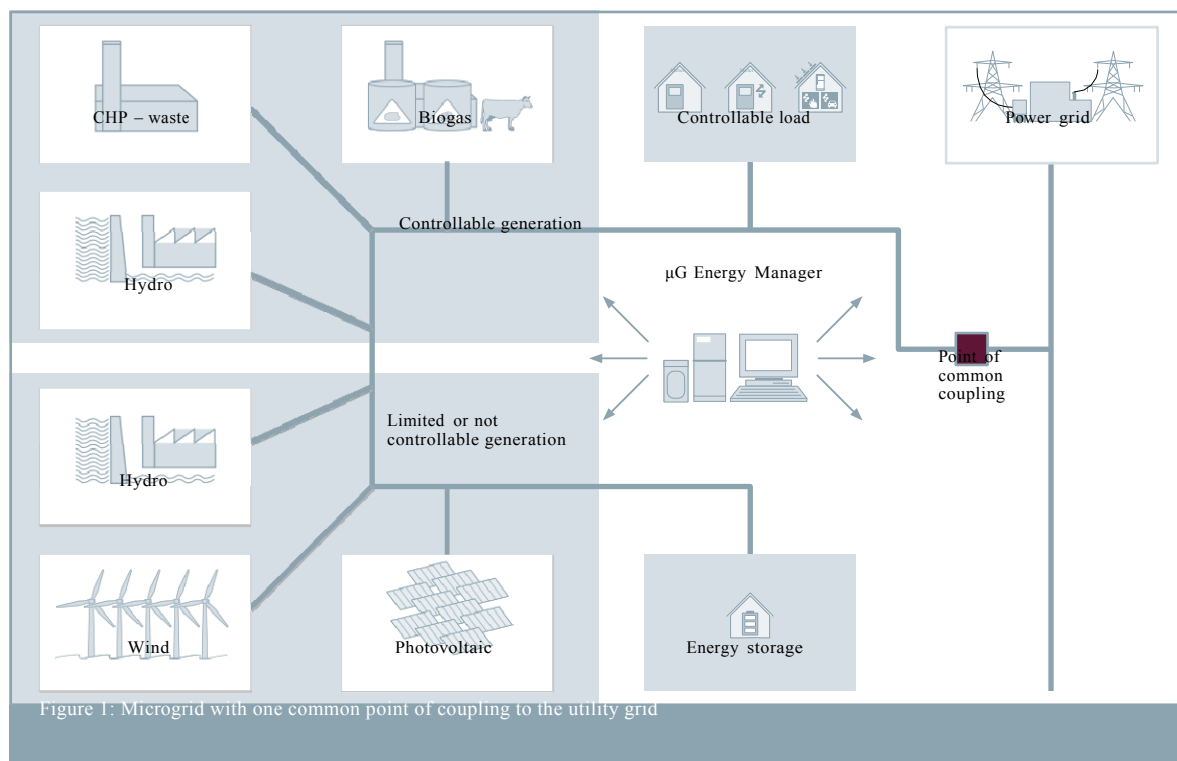 CHP – waste
Biogas
Controllable load
Power grid
Controllable generation
Hydro
μG Energy Manager
Point of
common
coupling
Limited or not
controllable generation
Hydro
Wind
Photovoltaic
Energy storage
Figure 1: Microgrid with one common point of coupling to the utility grid